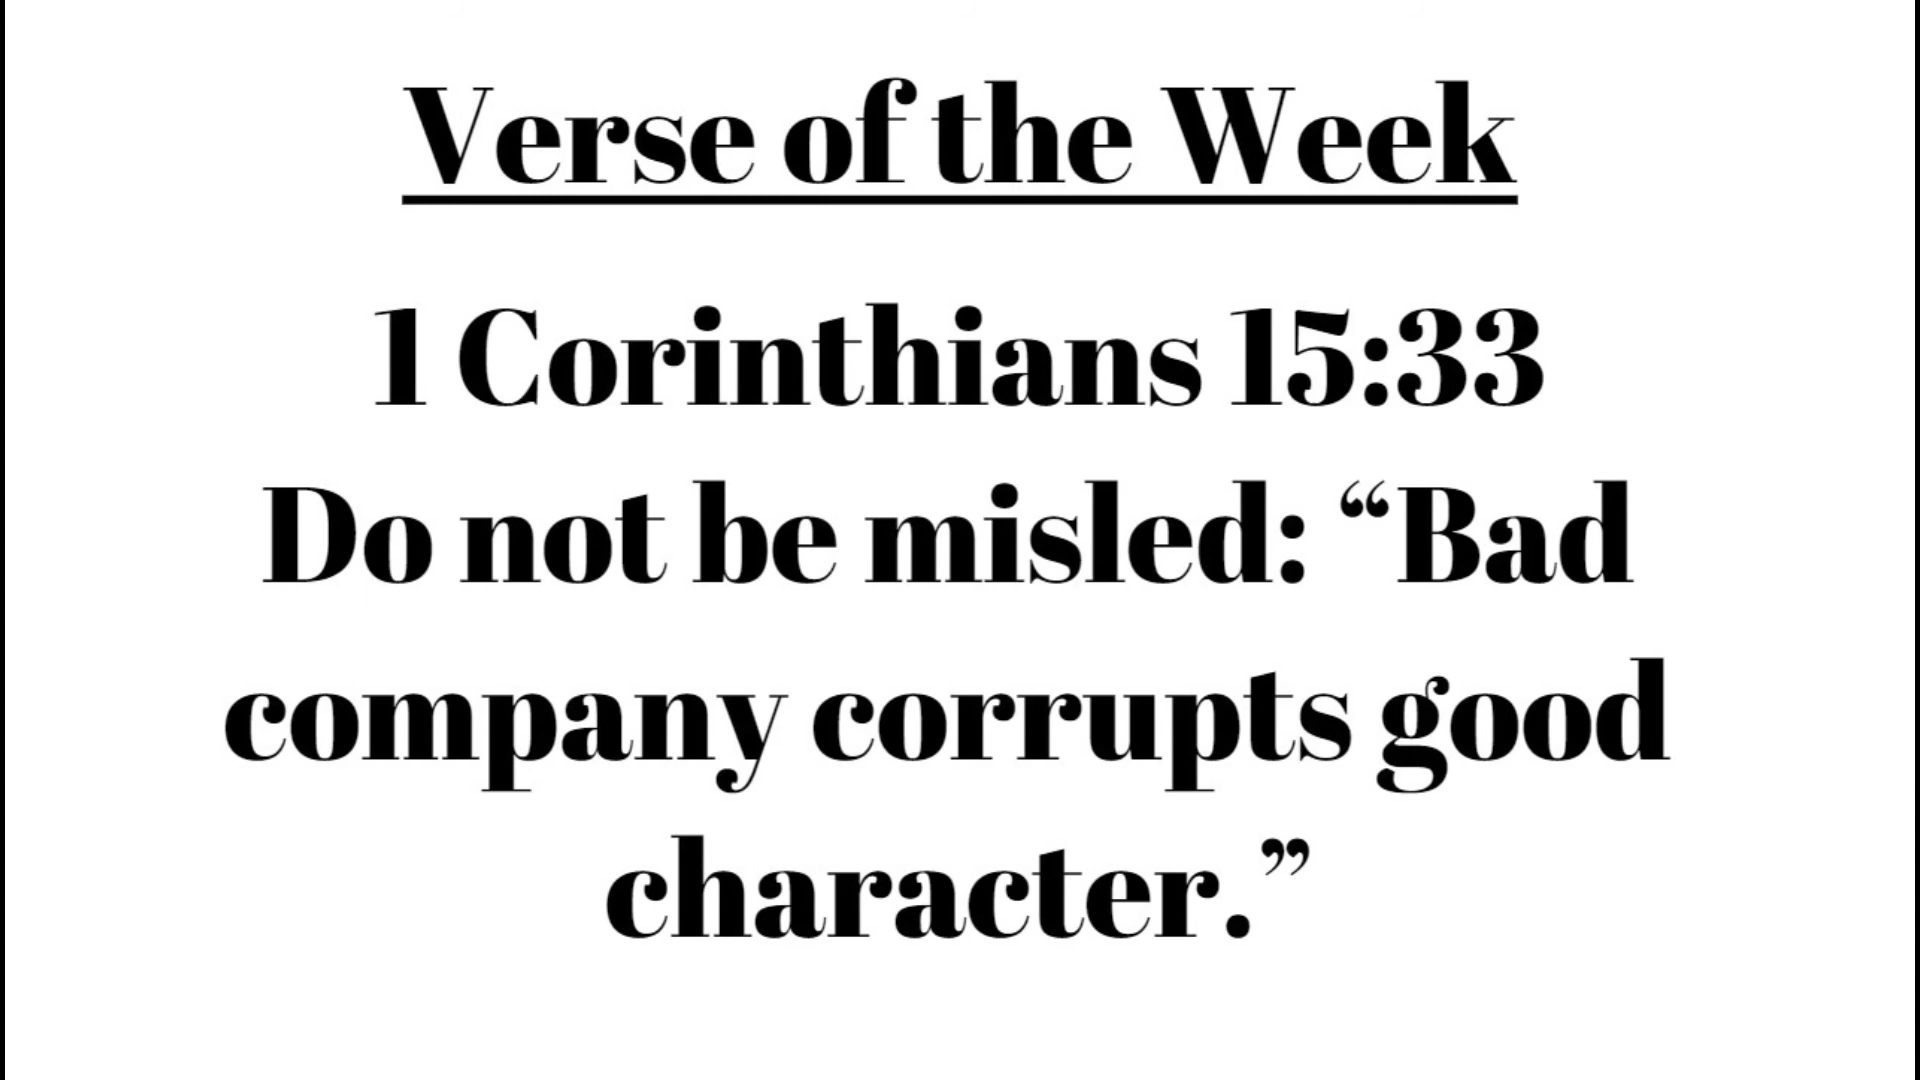 Verse of the Week
1 Corinthians 15:33
Do not be misled: “Bad
company corrupts good
character.”